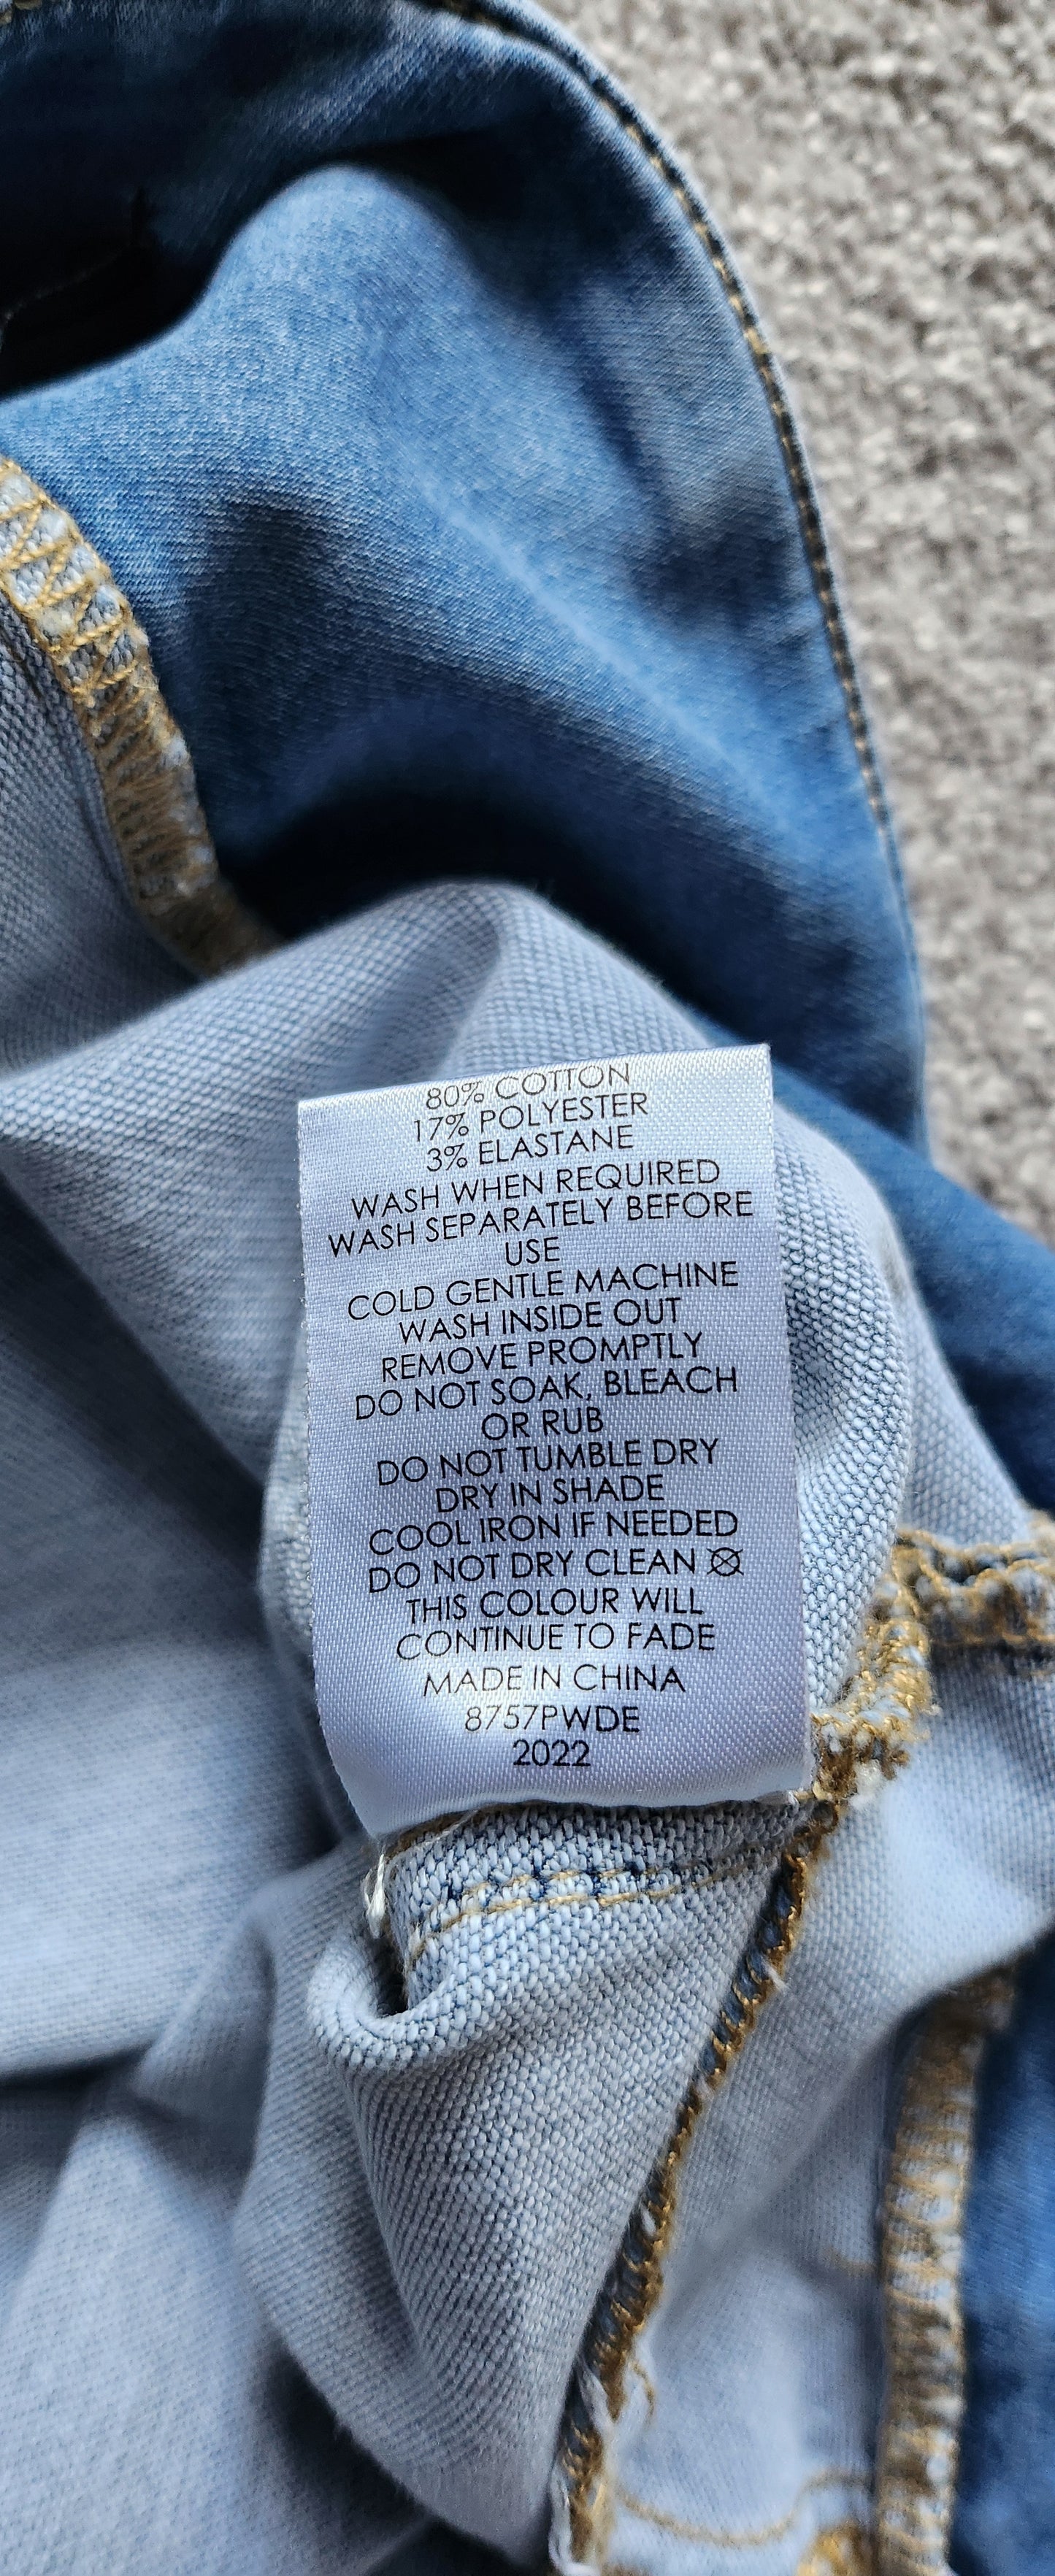 80% COTTON
17% POLYESTER
3% ELASTANE
WASH WHEN REQUIRED
WASH SEPARATELY BEFORE
USE
COLD GENTLE MACHINE
WASH INSIDE OUT
REMOVE PROMPTLY
DO NOT SOAK, BLEACH
OR RUB
DO NOT TUMBLE DRY
DRY IN SHADE
COOL IRON IF NEEDED
DO NOT DRY CLEAN
THIS COLOUR WILL
CONTINUE TO FADE
MADE IN CHINA
8757PWDE
2022